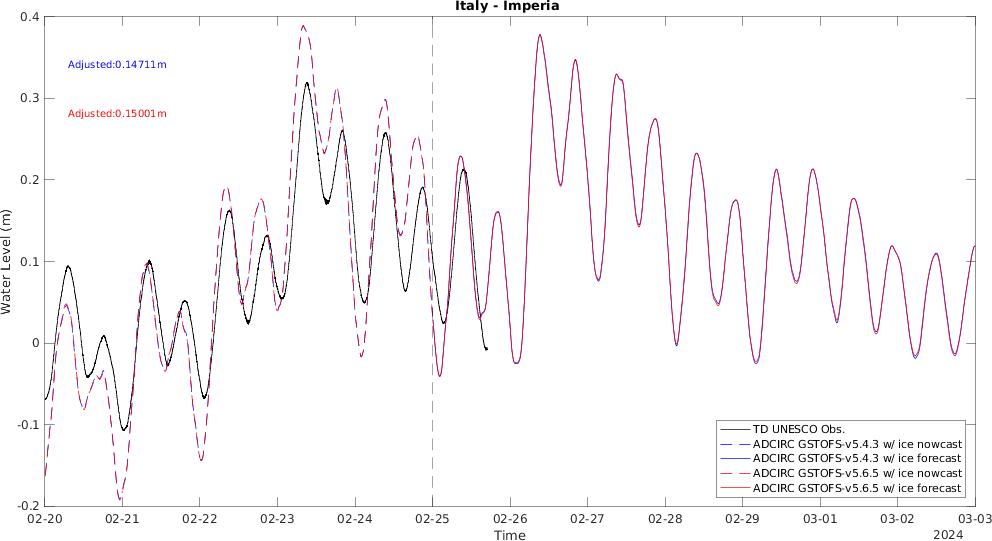 Italy - Imperia
Adjusted:0.14711m
Adjusted:0.15001m
Water Level (m)
0.4
0.3
0.2
0.1
0
-0.1
-0.2
TD UNESCO Obs.
ADCIRC GSTOFS-v5.4.3 w/ ice nowcast
ADCIRC GSTOFS-v5.4.3 w/ ice forecast
ADCIRC GSTOFS-v5.6.5 w/ ice nowcast
ADCIRC GSTOFS-v5.6.5 w/ ice forecast
02-20 02-21 02-22 02-23 02-24 02-25 02-26 02-27 02-28 02-29 03-01 03-02 03-03
Time
2024